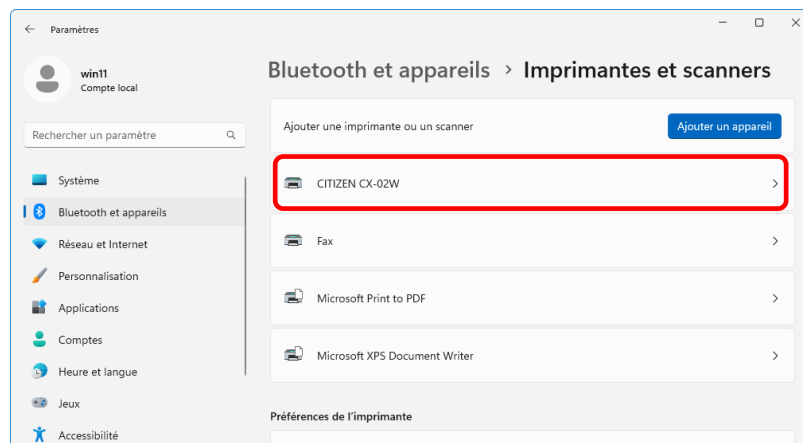 Paramètres
win11
Compte local
Rechercher un paramètre
Système
Bluetooth et appareils
Réseau et Internet
Personnalisation
Applications
Comptes
Heure et langue
Jeux
Accessibilité
Bluetooth et appareils > Imprimantes et scanners
Ajouter une imprimante ou un scanner
Ajouter un appareil
CITIZEN CX-02W
Fax
Microsoft Print to PDF
Microsoft XPS Document Writer
Préférences de l’imprimante